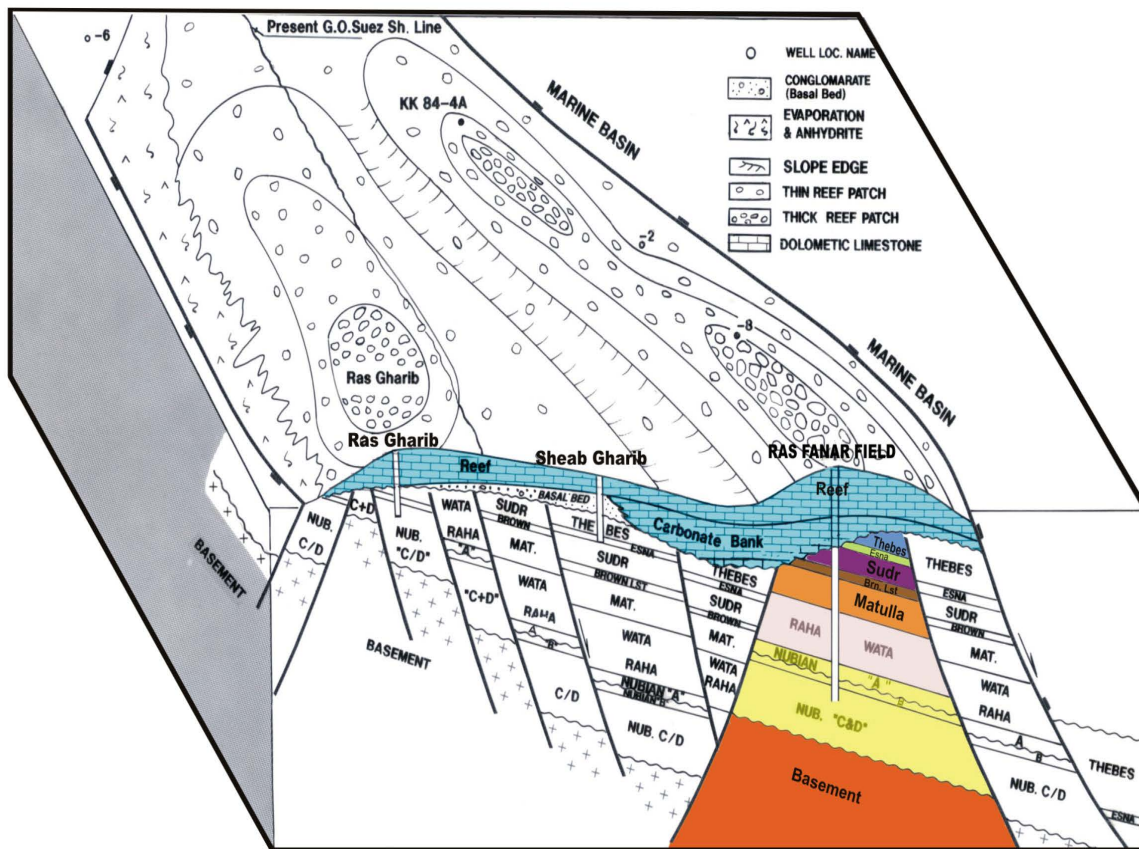 Present G.O.Suez Sh. Line
-6
KK 84-4A
MARINE BASIN
WELL LOC. NAME
CONGLOMARATE
(Basal Bed)
EVAPORATION
& ANHYDRITE
SLOPE EDGE
THIN REEF PATCH
THICK REEF PATCH
DOLOMETIC LIMESTONE
-2
-8
MARINE BASIN
Ras Gharib
Ras Gharib
Sheab Gharib
RAS FANAR FIELD
Reef
BASAL BED
Reef
Carbonate Bank
BASEMENT
NUB.
C/D
C+D
NUB.
"C/D"
WATA
RAHA
"A"
"C+D"
SUDR
BROWN
MAT.
WATA
RAHA
A
"B"
C/D
THEBES
ESNA
SUDR
BROWN LST
MAT.
WATA
RAHA
NUBIAN "A"
NUBIAN "B"
NUB. C/D
THEBES
ESNA
SUDR
BROWN
MAT.
WATA
RAHA
Thebes
Esna
Sudr
Brn. Lst
Matulla
RAHA
WATA
NUBIAN
"A"
B
NUB. "C&D"
Basement
THEBES
ESNA
SUDR
BROWN
MAT.
WATA
RAHA
A
B
NUB. C/D
THEBES
ESNA
BASEMENT